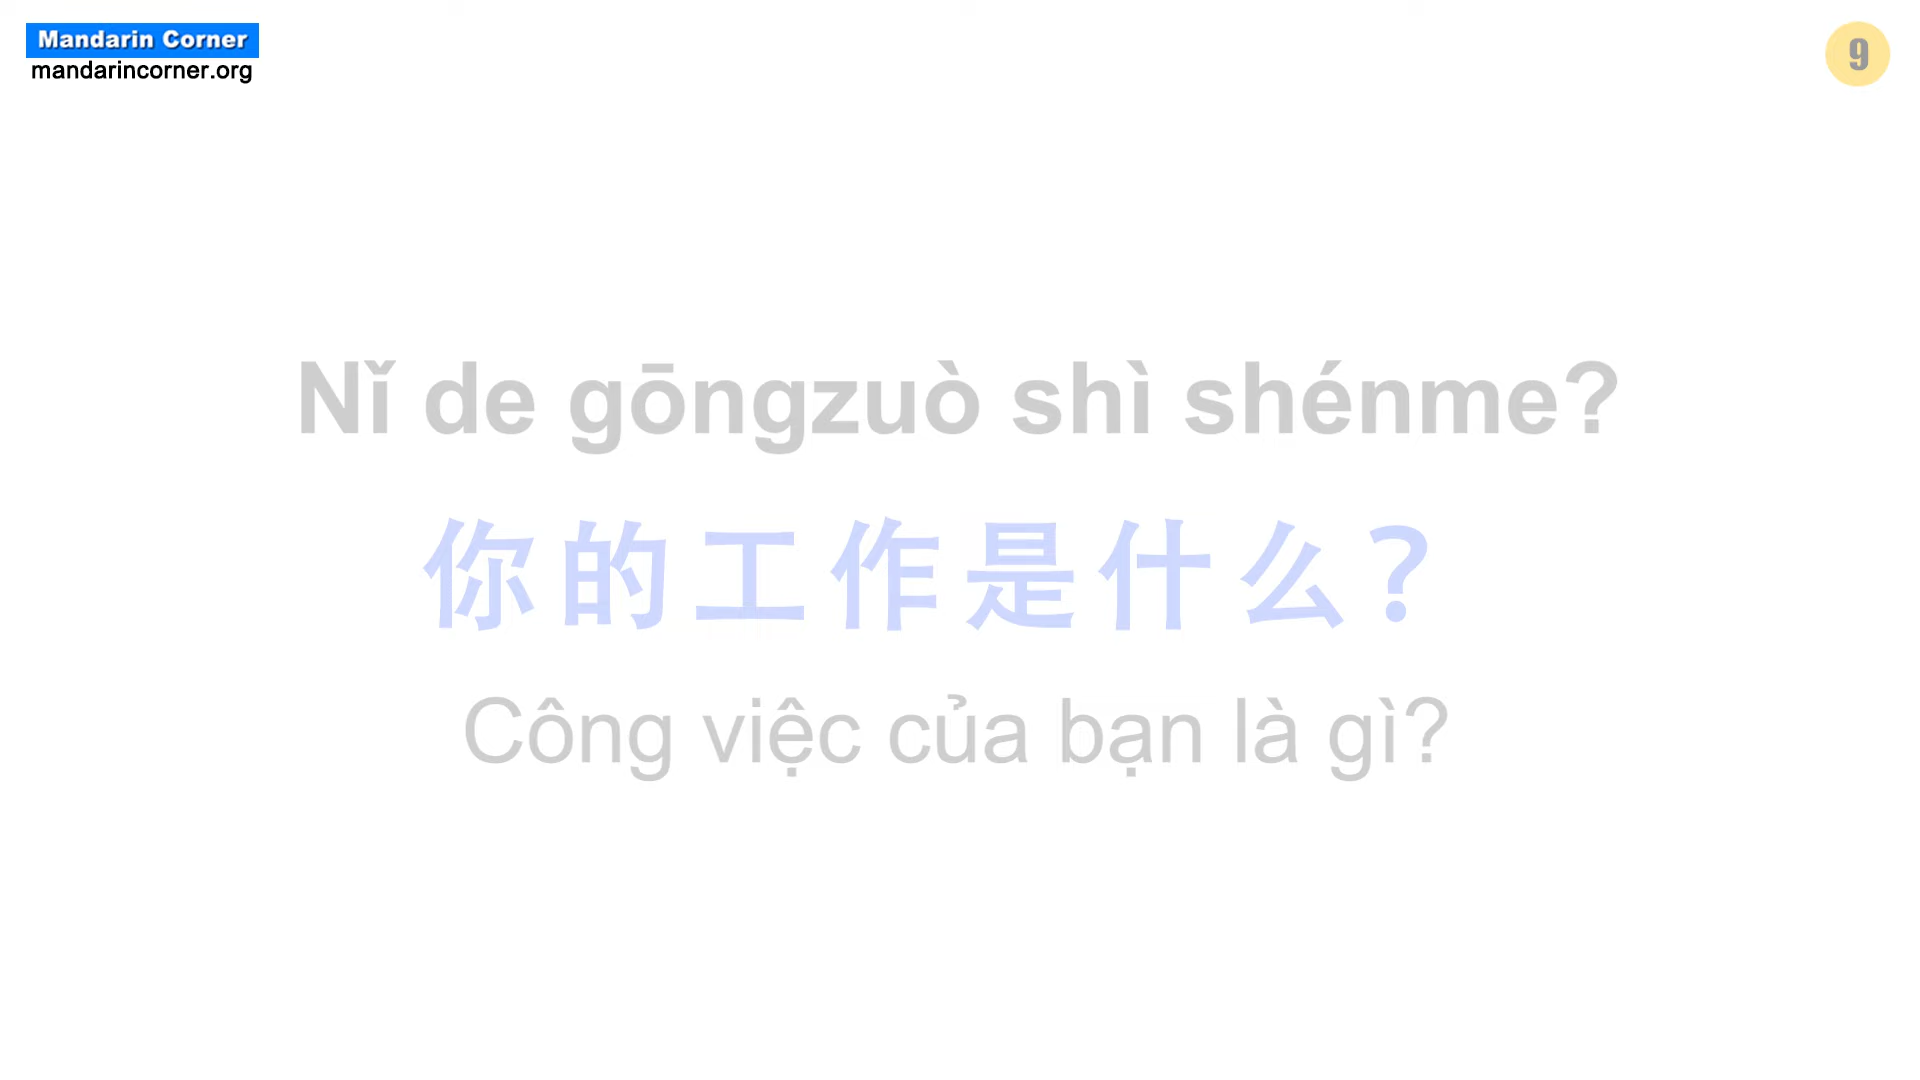 Mandarin Corner
mandarincorner.org
9
Nǐ de gōngzuò shì shénme?
你的工作是什么？
Công việc của bạn là gì?